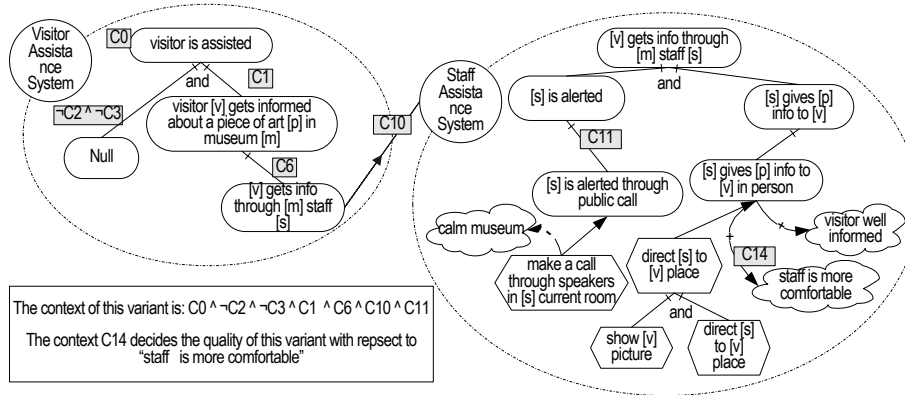 Visitor
Assista
nce
System
C0
visitor is assisted
and
C1
¬C2 ^ ¬C3
Null
visitor [v] gets informed
about a piece of art [p] in
museum [m]
C6
[v] gets info
through [m] staff
[s]
C10
Staff
Assista
nce
System
[v] gets info through
[m] staff [s]
and
[s] is alerted
[s] gives [p]
info to [v]
C11
[s] is alerted through
public call
[s] gives [p] info to
[v] in person
calm museum
make a call
through speakers
in [s] current room
direct [s] to
[v] place
C14
visitor well
informed
staff is more
comfortable
and
show [v]
picture
direct [s]
to [v]
place
The context of this variant is: C0 ^ ¬C2 ^ ¬C3 ^ C1 ^ C6 ^ C10 ^ C11
The context C14 decides the quality of this variant with repsect to
“staff is more comfortable”